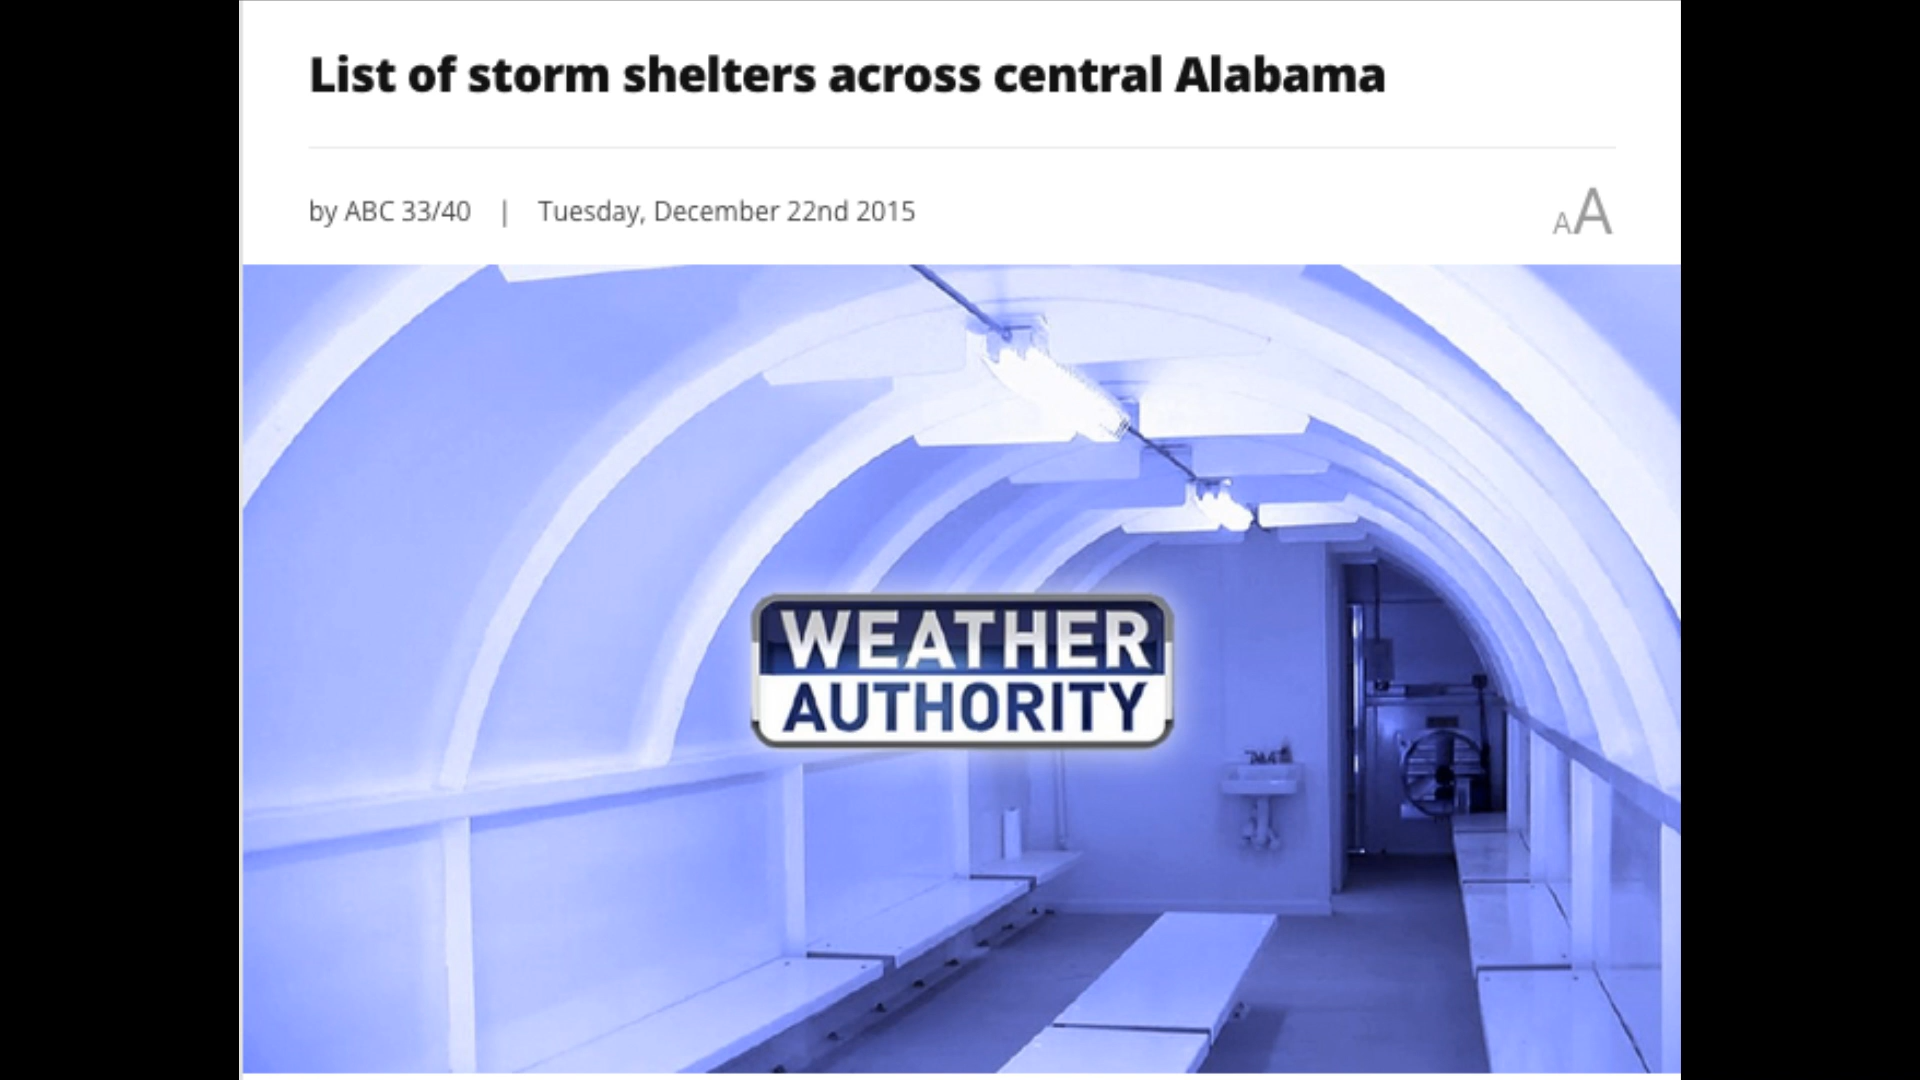 List of storm shelters across central Alabama
by ABC 33/40 | Tuesday, December 22nd 2015
AA
WEATHER
AUTHORITY